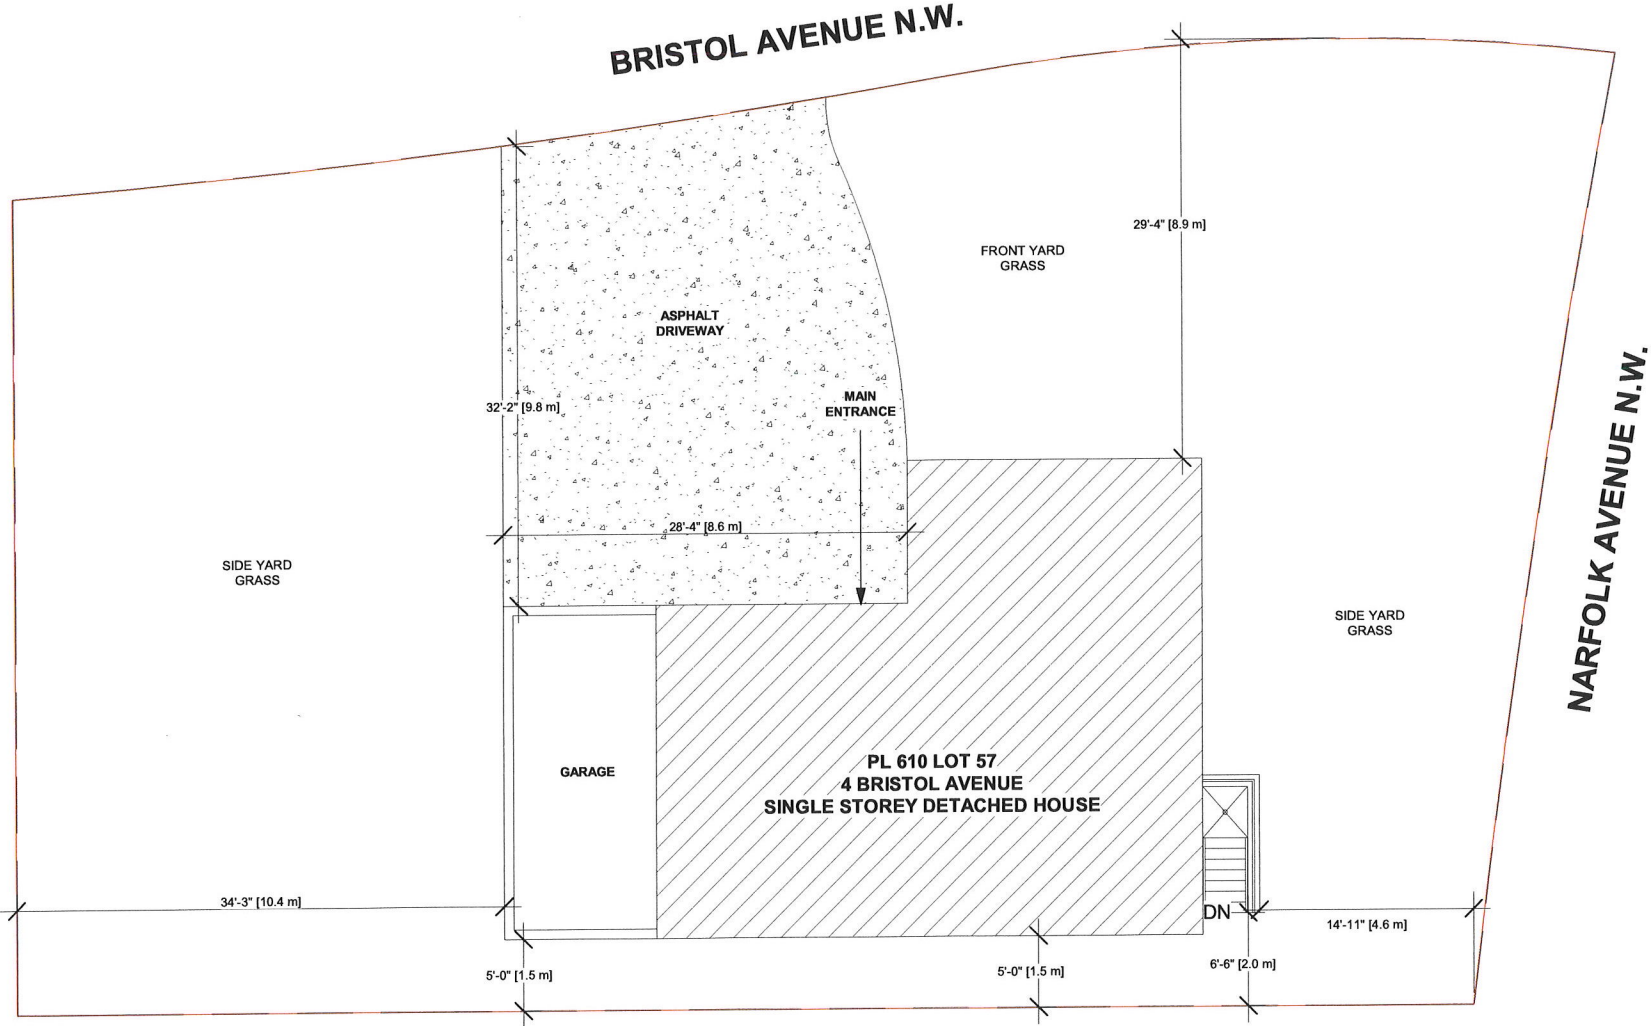 BRISTOL AVENUE N.W.
29'-4" [8.9 m]
FRONT YARD
GRASS
ASPHALT
DRIVEWAY
MAIN
ENTRANCE
32'-2" [9.8 m]
NARFOLK AVENUE N.W.
28'-4" [8.6 m]
SIDE YARD
GRASS
SIDE YARD
GRASS
GARAGE
PL 610 LOT 57
4 BRISTOL AVENUE
SINGLE STOREY DETACHED HOUSE
34'-3" [10.4 m]
DN
14'-11" [4.6 m]
5'-0" [1.5 m]
5'-0" [1.5 m]
6'-6" [2.0 m]